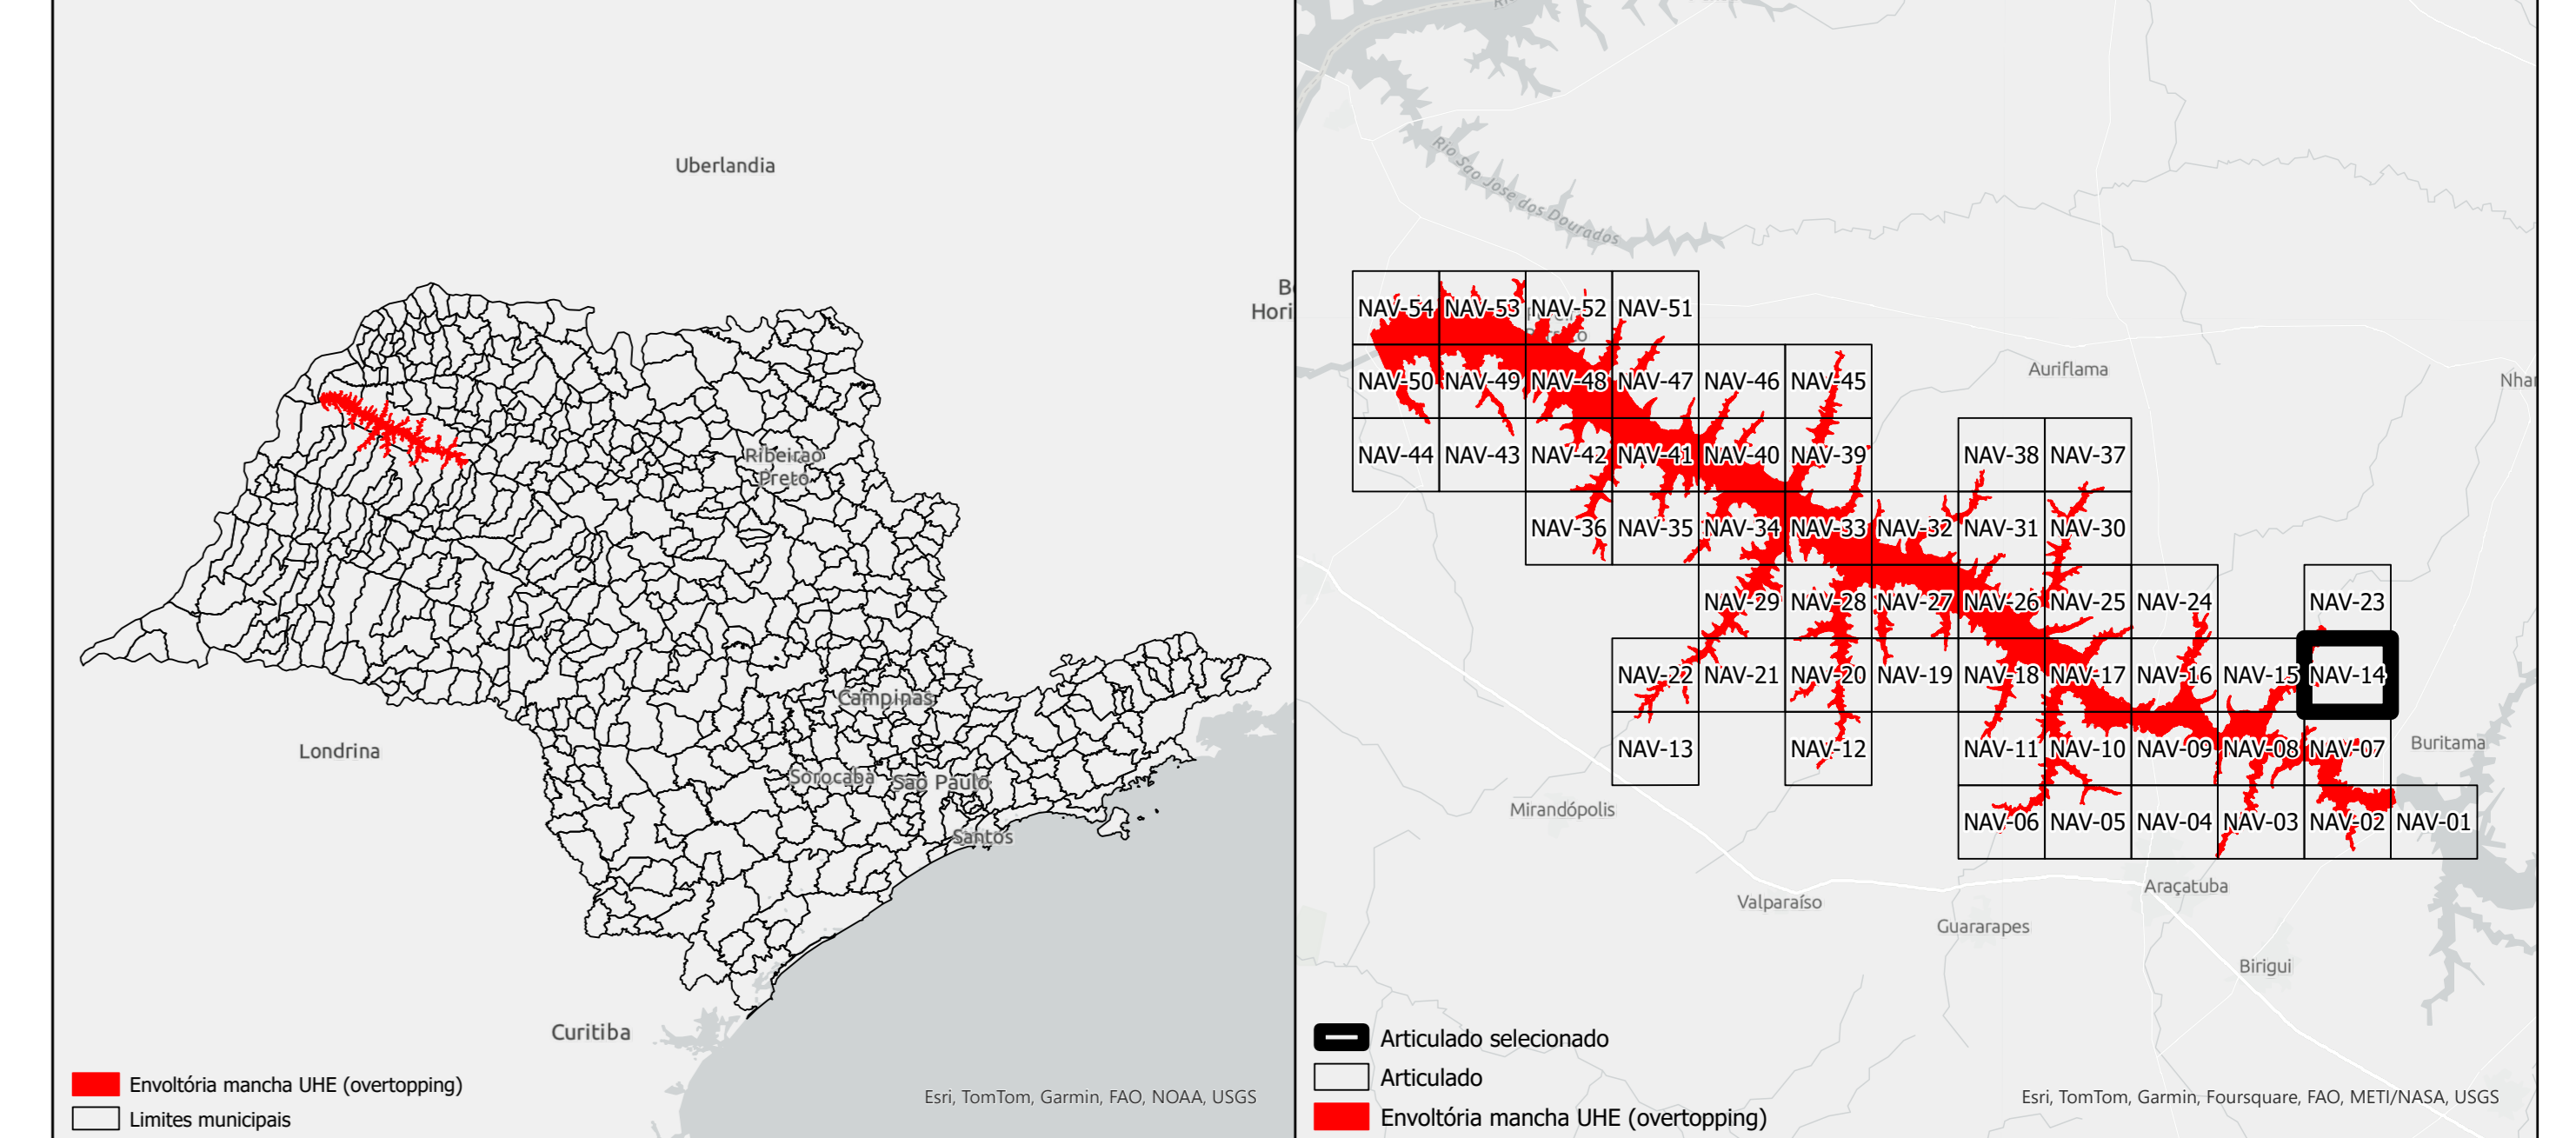 Uberlandia
Ribeirao
Preto
Campinas
Londrina
Sorocaba
Sao Paulo
Santos
Curitiba
Envoltória mancha UHE (overtopping)
Limites municipais
Esri, TomTom, Garmin, FAO, NOAA, USGS
Rio Sao Jose dos Dourados
NAV-54 NAV-53 NAV-52 NAV-51
NAV-50 NAV-49 NAV-48 NAV-47 NAV-46 NAV-45
Auriflama
NAV-44 NAV-43 NAV-42 NAV-41 NAV-40 NAV-39 NAV-38 NAV-37
NAV-36 NAV-35 NAV-34 NAV-33 NAV-32 NAV-31 NAV-30
NAV-29 NAV-28 NAV-27 NAV-26 NAV-25 NAV-24 NAV-23
NAV-22 NAV-21 NAV-20 NAV-19 NAV-18 NAV-17 NAV-16 NAV-15 NAV-14
NAV-13 NAV-12 NAV-11 NAV-10 NAV-09 NAV-08 NAV-07
Buritama
Mirandópolis
NAV-06 NAV-05 NAV-04 NAV-03 NAV-02 NAV-01
Araçatuba
Valparaíso
Guararapes
Birigui
Articulado selecionado
Articulado
Envoltória mancha UHE (overtopping)
Esri, TomTom, Garmin, Foursquare, FAO, METI/NASA, USGS